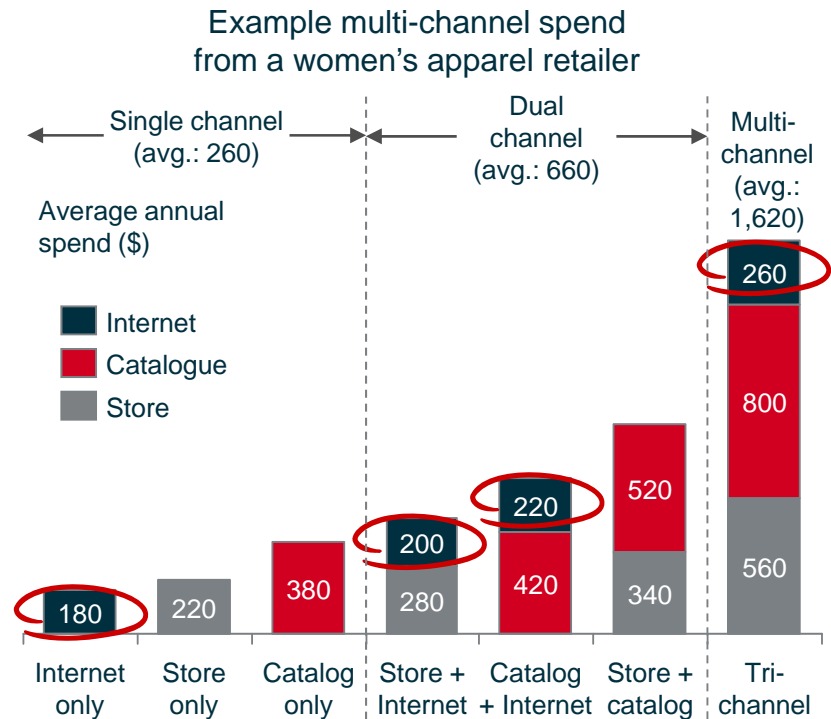 Example multi-channel spend
from a women's apparel retailer
Single channel
(avg.: 260)
Dual
channel
(avg.: 660)
Multi-
channel
(avg.:
1,620)
Average annual
spend ($)
Internet
Catalogue
Store
180
220
380
200
280
220
420
520
340
260
800
560
Internet
only
Store
only
Catalog
only
Store +
Internet
Catalog
+ Internet
Store +
catalog
Tri-
channel